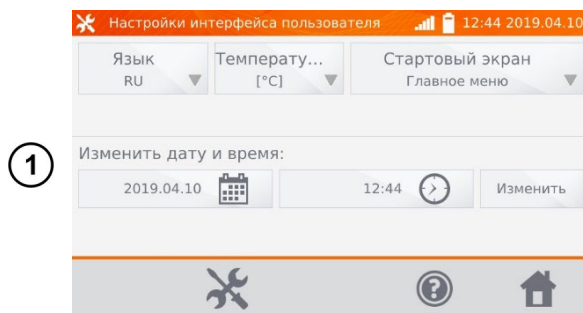 Настройки интерфейса пользователя 12:44 2019.04.10
Язык Температу... Стартовый экран
RU [°C] Главное меню
1
Изменить дату и время:
2019.04.10 12:44 Изменить